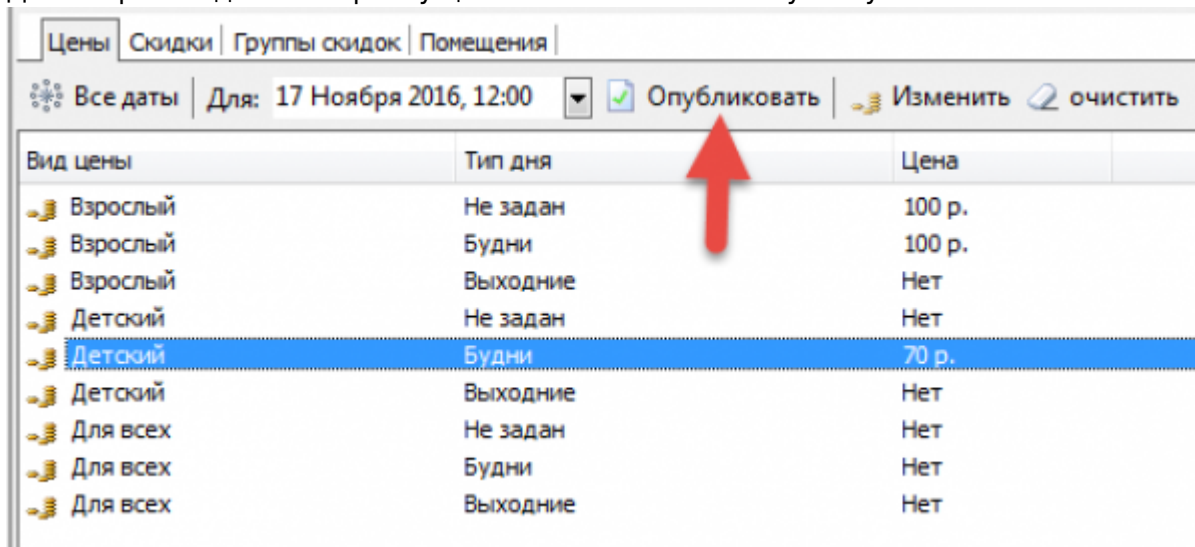 Цены Скидки Группы скидок Помещения
Все даты Для: 17 Ноября 2016, 12:00 Опубликовать Изменить очистить
Вид цены Тип дня Цена
Взрослый Не задан 100 р.
Взрослый Будни 100 р.
Взрослый Выходние Нет
Детский Не задан Нет
Детский Будни 70 р.
Детский Выходние Нет
Для всех Не задан Нет
Для всех Будни Нет
Для всех Выходние Нет